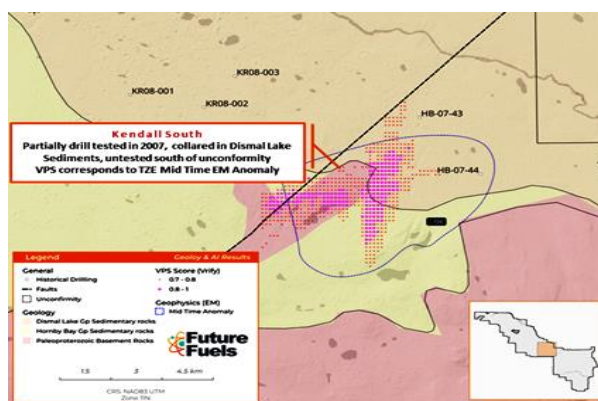 KR08-003
KR08-001
KR08-002
HB-07-43
Kendall South
Partially drill tested in 2007, collared in Dismal Lake
Sediments, untested south of unconformity
VPS corresponds to TZE Mid Time EM Anomaly
HB-07-44
Legend Geoloy & AI Results
General
Historical Drillling
Faults
Unconfirmity
Geology
Dismal Lake Gp Sedimentary rocks
Hornby Bay Gp Sedimentary rocks
Paleoproterozoic Basement Rocks
VPS Score (Vrify)
0.7 - 0.8
0.8 - 1
Geophysics (EM)
Mid Time Anomaly
Future
Fuels
1.5 3 4.5 km
CRS: NAD83 UTM
Zone 11N